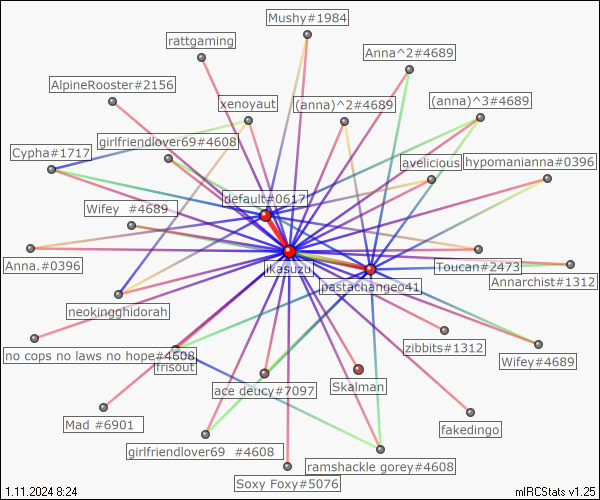 Mushy#1984
rattgaming
Anna^2#4689
AlpineRooster#2156
xenoyaut
(anna)^2#4689
(anna)^3#4689
girlfriendlover69#4608
Cypha#1717
avelicious
hypomanianna#0396
default#0617
Wifey #4689
Anna.#0396
jkasuzu
Toucan#2473
pastachangeo41
Annarchist#1312
neokingghidorah
no cops no laws no hope#4608
frisout
zibbits#1312
Wifey#4689
ace deucy#7097
Skalman
Mad #6901
fakedingo
girlfriendlover69 #4608
ramshackle gorey#4608
Soxy Foxy#5076
1.11.2024 8:24
mIRCStats v1.25